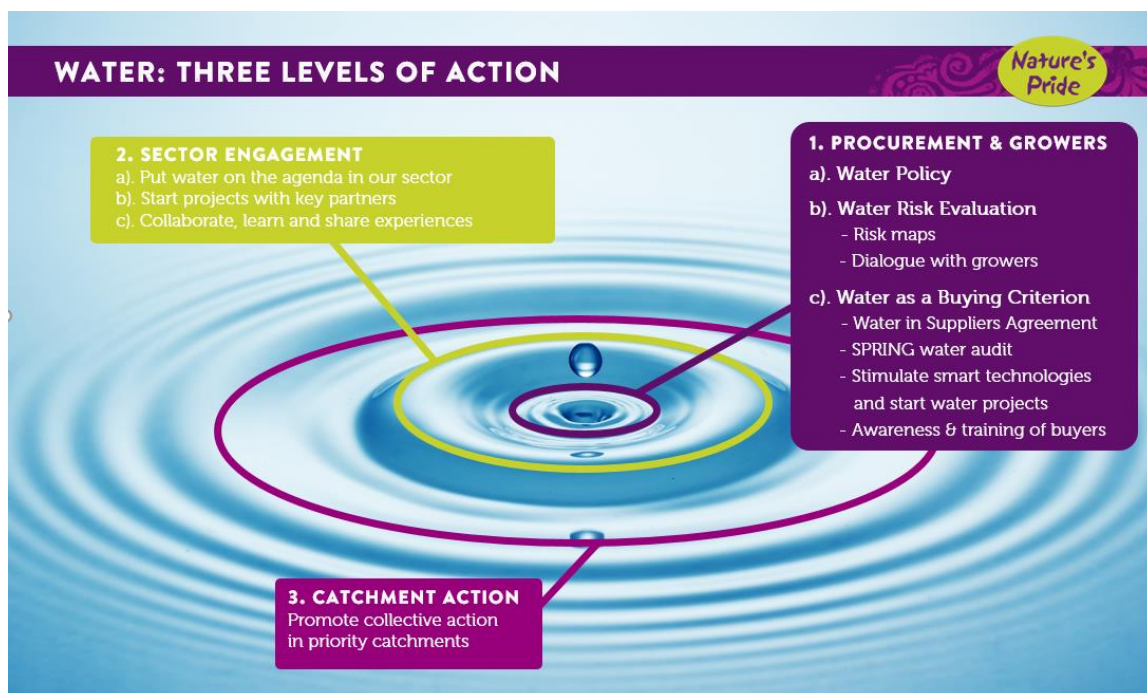 WATER: THREE LEVELS OF ACTION
Nature's
Pride
2. SECTOR ENGAGEMENT
a). Put water on the agenda in our sector
b). Start projects with key partners
c). Collaborate, learn and share experiences
1. PROCUREMENT & GROWERS
a). Water Policy
b). Water Risk Evaluation
- Risk maps
- Dialogue with growers
c). Water as a Buying Criterion
- Water in Suppliers Agreement
- SPRING water audit
- Stimulate smart technologies
and start water projects
- Awareness & training of buyers
3. CATCHMENT ACTION
Promote collective action
in priority catchments